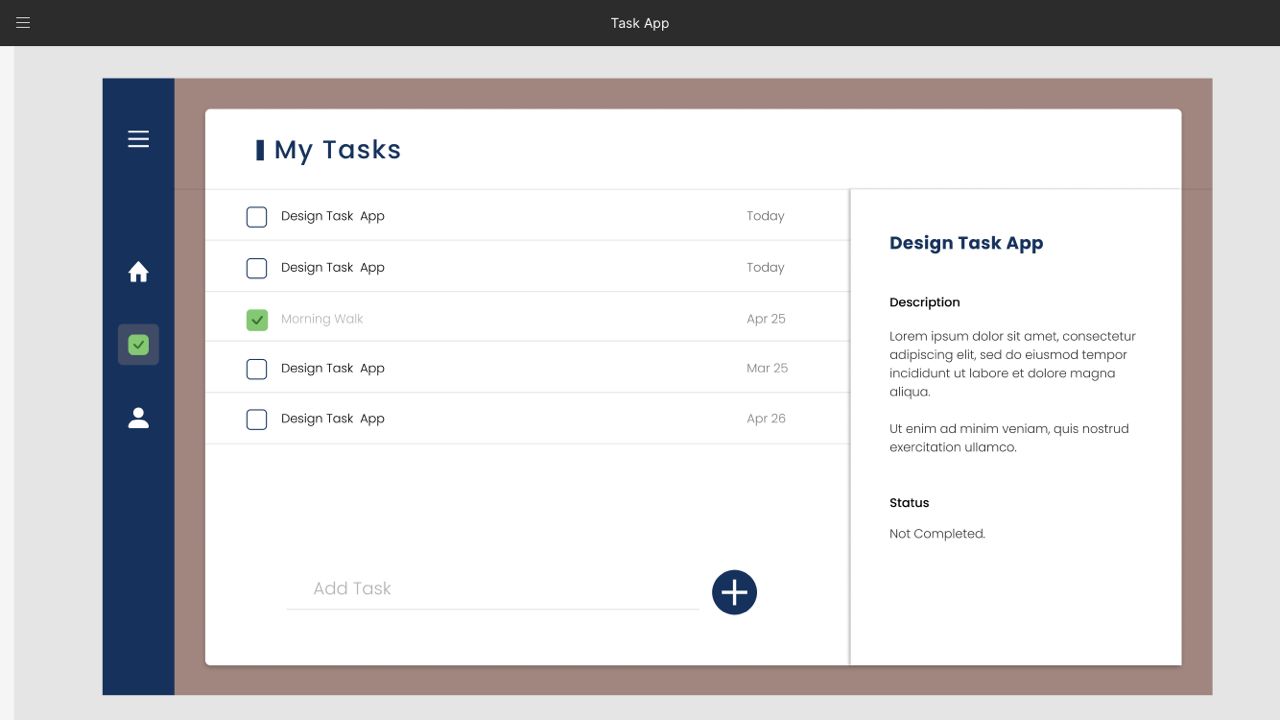 Task App
My Tasks
Design Task  App
Today
Design Task  App
Today
Morning Walk
Apr 25
Design Task  App
Mar 25
Design Task  App
Apr 26
Add Task
Design Task App
Description
Lorem ipsum dolor sit amet, consectetur
adipiscing elit, sed do eiusmod tempor
incididunt ut labore et dolore magna
aliqua.
Ut enim ad minim veniam, quis nostrud
exercitation ullamco.
Status
Not Completed.